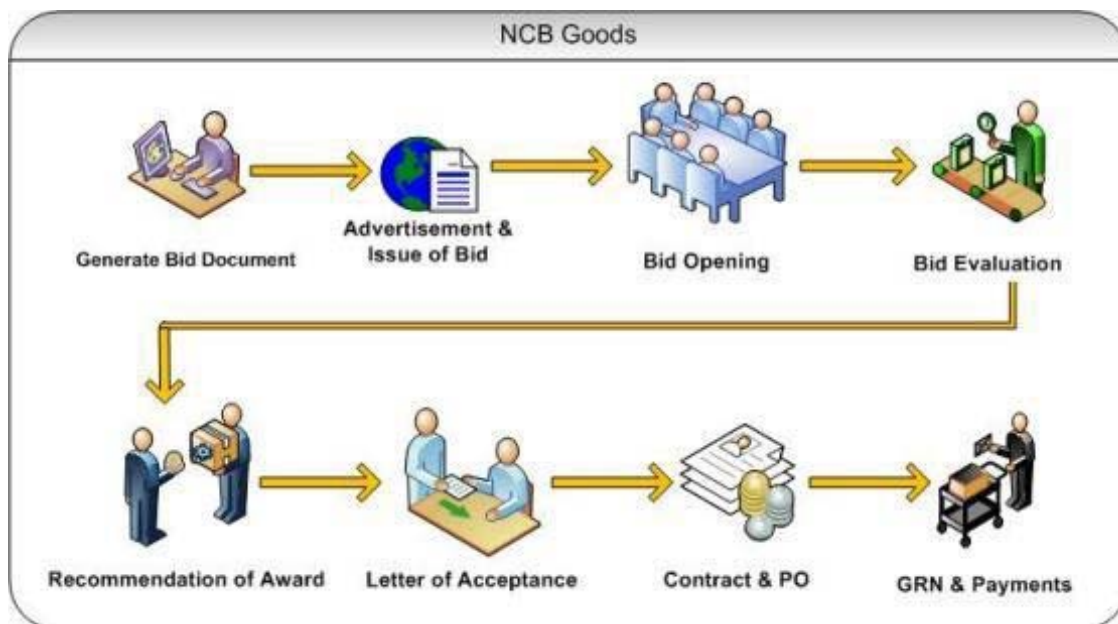 NCB Goods
Generate Bid Document
Advertisement &
Issue of Bid
Bid Opening
Bid Evaluation
Recommendation of Award
Letter of Acceptance
Contract & PO
GRN & Payments